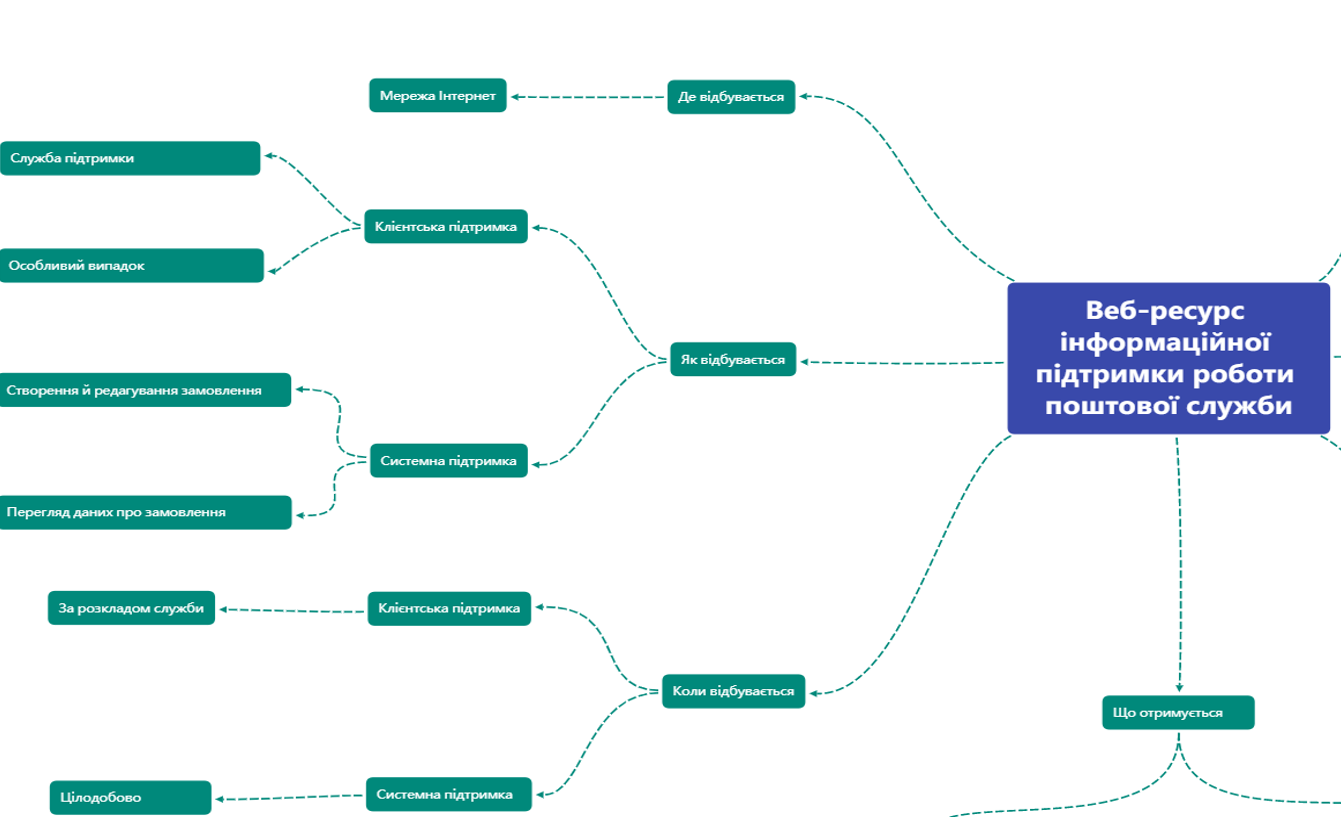 Мережа Інтернет
Де відбувається
Служба підтримки
Клієнтська підтримка
Особливий випадок
Веб-ресурс
інформаційної
підтримки роботи
поштової служби
Як відбувається
Створення й редагування замовлення
Системна підтримка
Перегляд даних про замовлення
За розкладом служби
Клієнтська підтримка
Коли відбувається
Що отримується
Цілодобово
Системна підтримка